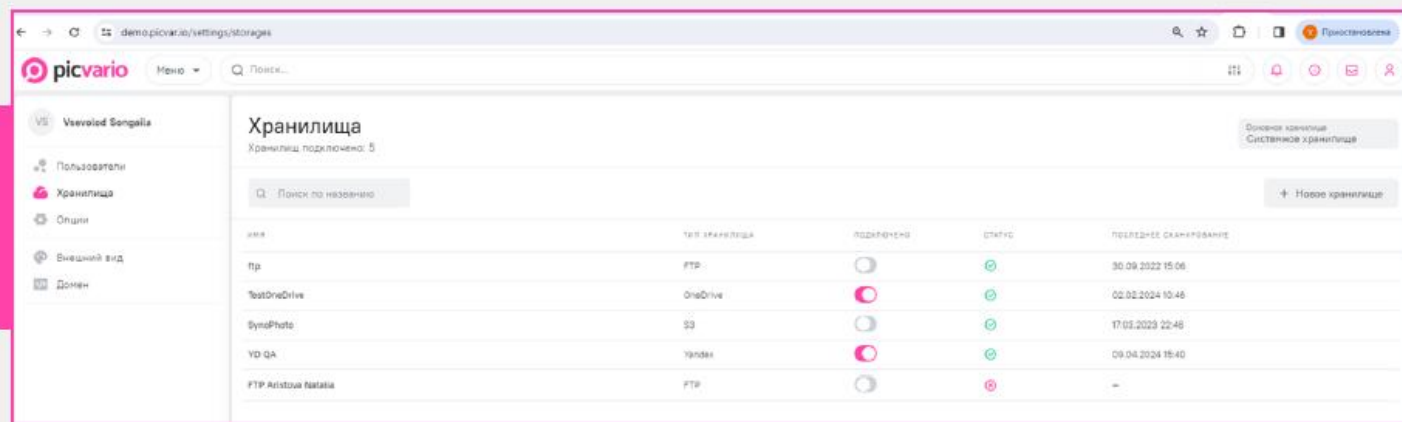 demo.picvar.io/settings/storages
Приостановлена
picvario
Меню
Поиск...
VS
Vsevolod Songaila
Пользователи
Хранилища
Опции
Внешний вид
Домен
Хранилища
Хранилищ подключено: 5
Основное хранилище
Системное хранилище
Поиск по названию
+ Новое хранилище
ИМЯ ТИП ХРАНИЛИЩА ПОДКЛЮЧЕНО СТАТУС ПОСЛЕДНЕЕ СКАНИРОВАНИЕ
ftp FTP 30.09.2022 15:06
TestOneDrive OneDrive 02.02.2024 10:46
SynoPhoto S3 17.03.2023 22:46
YD QA Yandex 09.04.2024 15:40
FTP Aristova Natalia FTP –